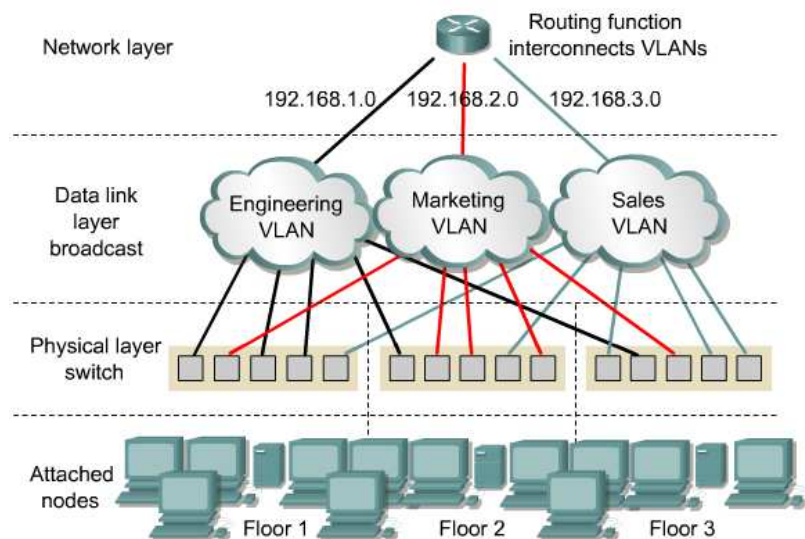 Network layer
Routing function
interconnects VLANs
192.168.1.0
192.168.2.0
192.168.3.0
Data link
layer
broadcast
Engineering
VLAN
Marketing
VLAN
Sales
VLAN
Physical layer
switch
Attached
nodes
Floor 1
Floor 2
Floor 3